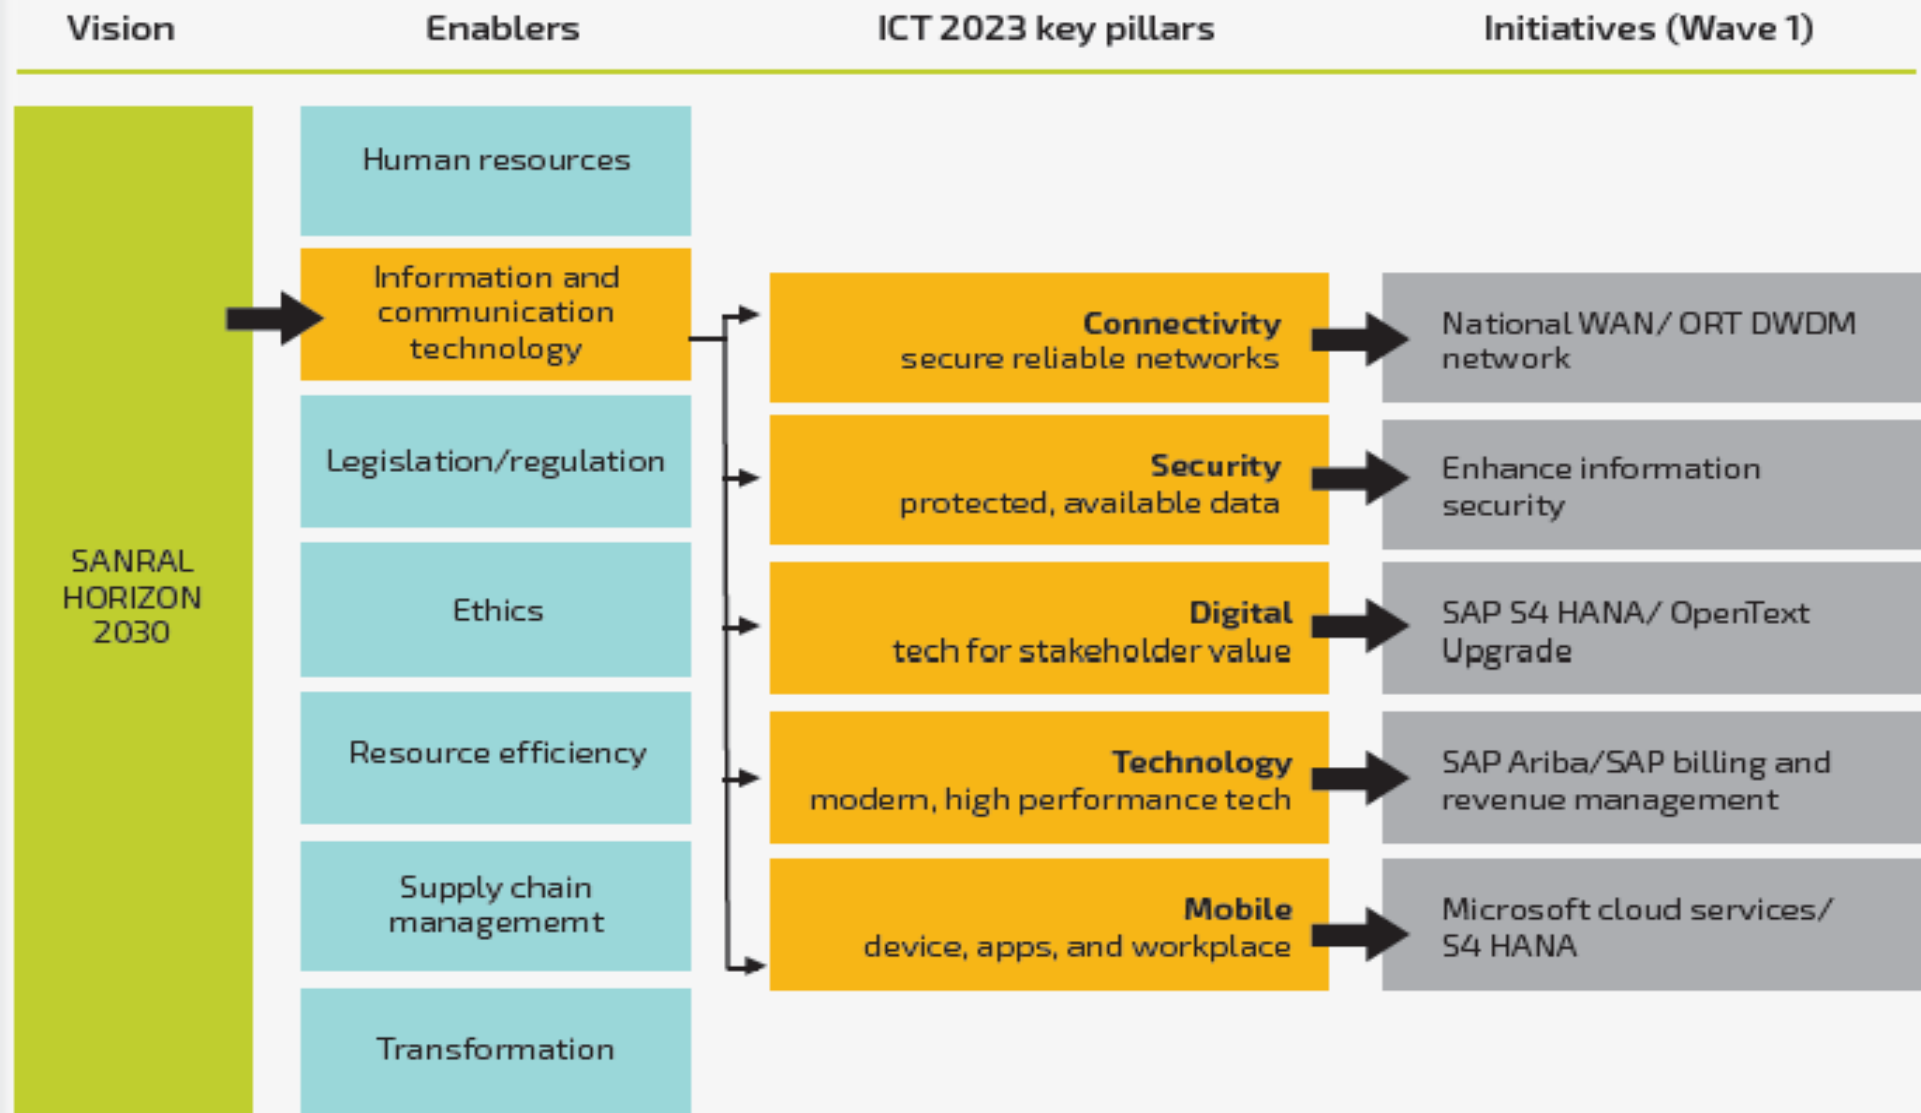 Vision
Enablers
ICT 2023 key pillars
Initiatives (Wave 1)
SANRAL
HORIZON
2030
Human resources
Information and
communication
technology
Legislation/regulation
Ethics
Resource efficiency
Supply chain
managememt
Transformation
Connectivity
secure reliable networks
Security
protected, available data
Digital
tech for stakeholder value
Technology
modern, high performance tech
Mobile
device, apps, and workplace
National WAN/ ORT DWDM
network
Enhance information
security
SAP S4 HANA/ OpenText
Upgrade
SAP Ariba/SAP billing and
revenue management
Microsoft cloud services/
S4 HANA